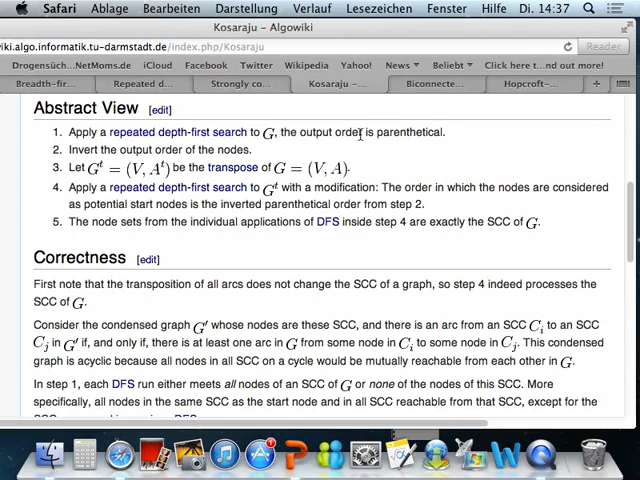 Safari Ablage Bearbeiten Darstellung Verlauf Lesezeichen Fenster Hilfe Di. 14:37
Kosaraju – Algowiki
wiki.algo.informatik.tu-darmstadt.de/index.php/Kosaraju Reader
Drogensüch...NetMoms.de iCloud Facebook Twitter Wikipedia Yahoo! News Beliebt Click here t...nd out more!
Breadth-fir... Repeated d... Strongly co... Kosaraju – ... Biconnecte... Hopcroft-...
Abstract View [edit]
1. Apply a repeated depth-first search to G, the output order is parenthetical.
2. Invert the output order of the nodes.
3. Let Gᵗ = (V, Aᵗ) be the transpose of G = (V, A).
4. Apply a repeated depth-first search to Gᵗ with a modification: The order in which the nodes are considered
as potential start nodes is the inverted parenthetical order from step 2.
5. The node sets from the individual applications of DFS inside step 4 are exactly the SCC of G.
Correctness [edit]
First note that the transposition of all arcs does not change the SCC of a graph, so step 4 indeed processes the
SCC of G.
Consider the condensed graph G′ whose nodes are these SCC, and there is an arc from an SCC Cᵢ to an SCC
Cⱼ in G′ if, and only if, there is at least one arc in G from some node in Cᵢ to some node in Cⱼ. This condensed
graph is acyclic because all nodes in all SCC on a cycle would be mutually reachable from each other in G.
In step 1, each DFS run either meets all nodes of an SCC of G or none of the nodes of this SCC. More
specifically, all nodes in the same SCC as the start node and in all SCC reachable from that SCC, except for the